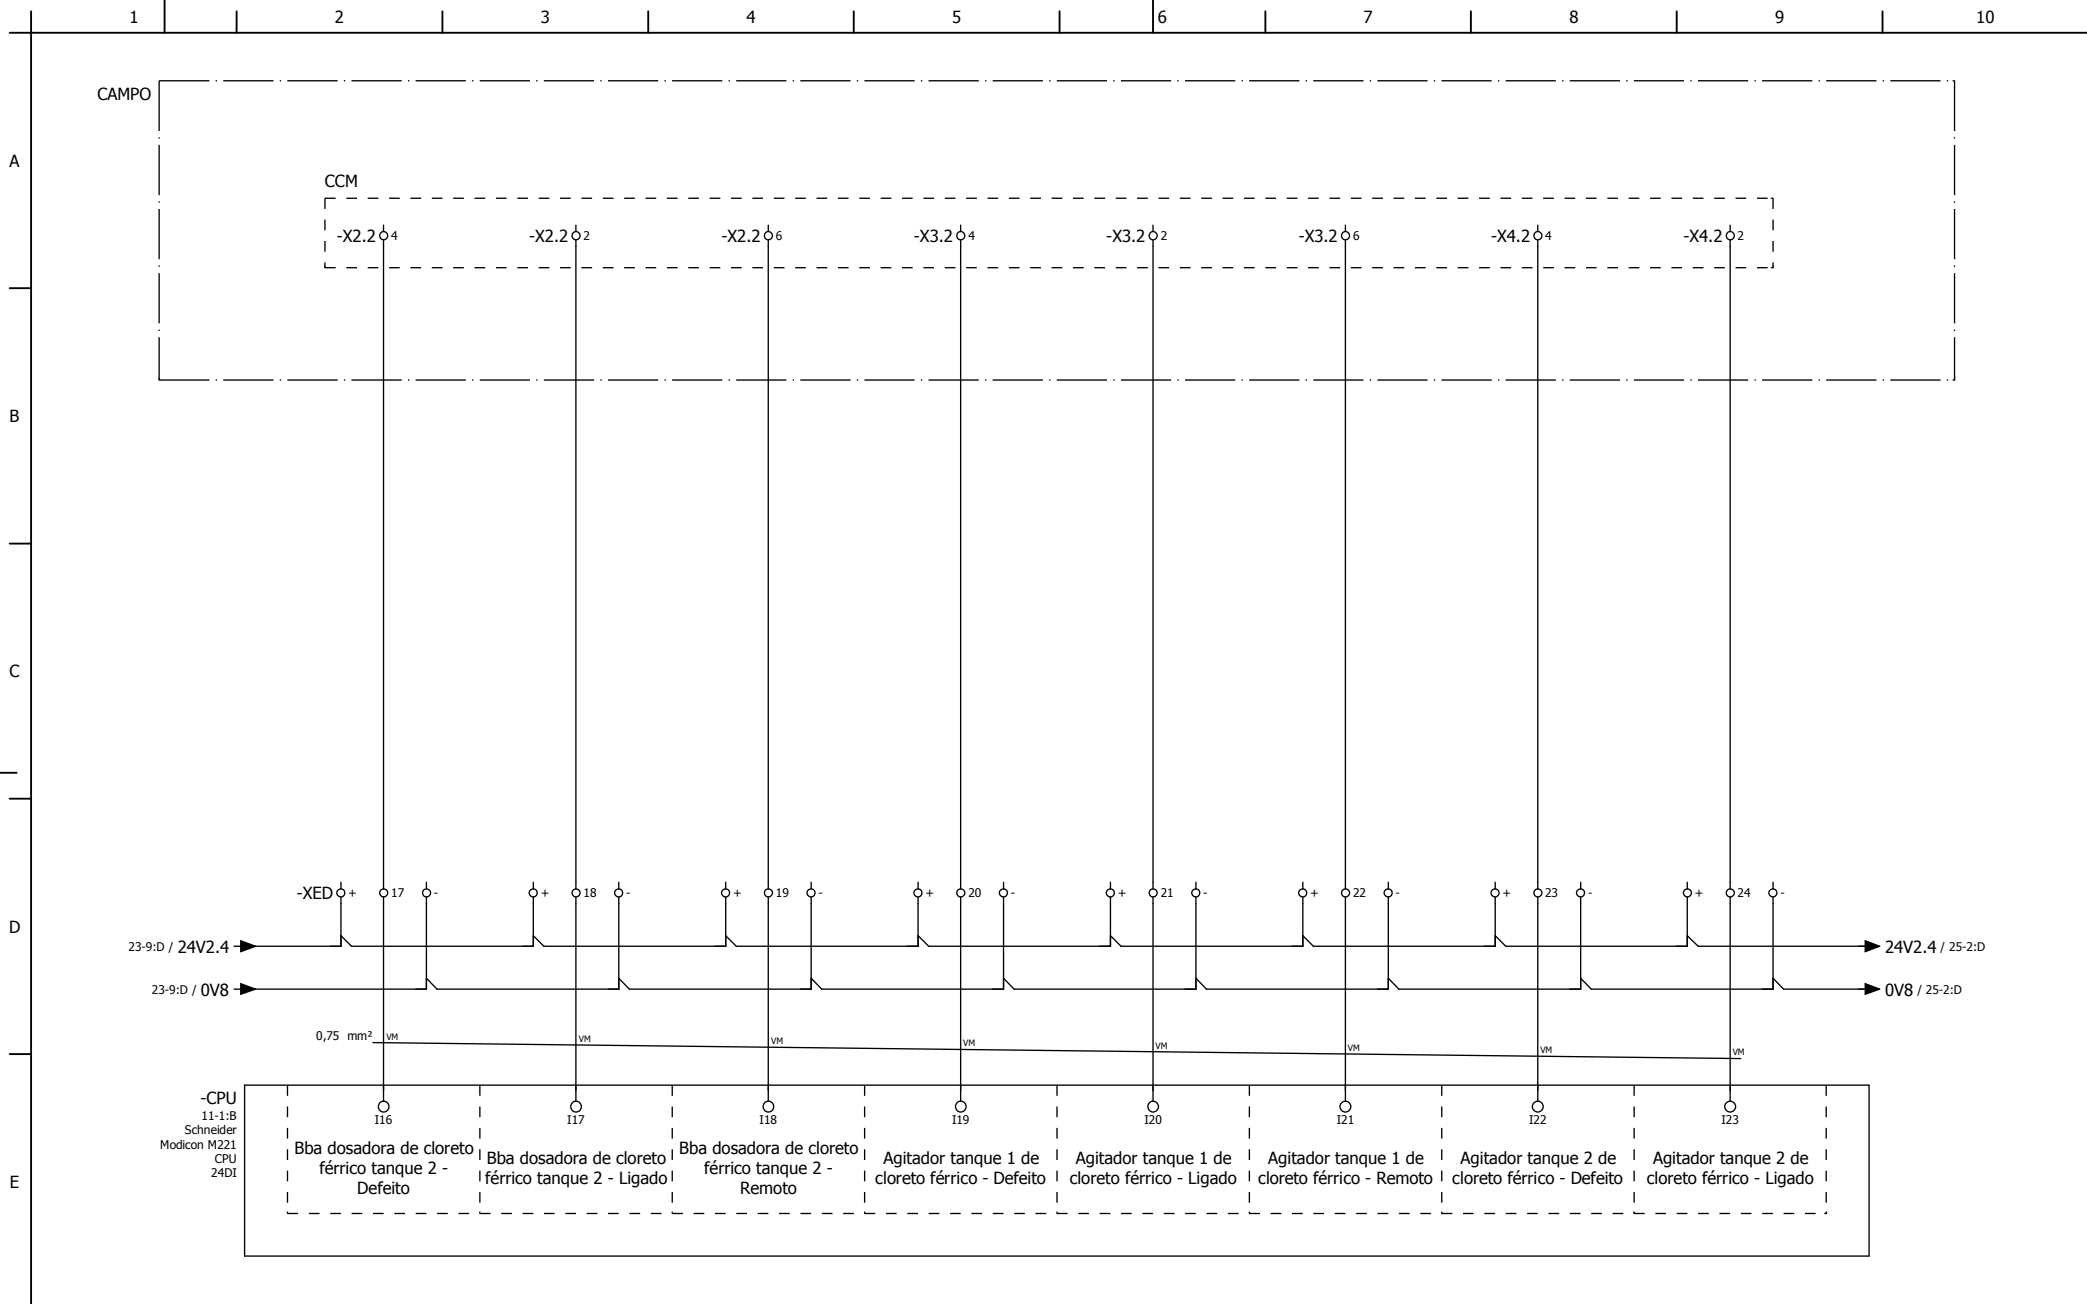 1 2 3 4 5 6 7 8 9 10
CAMPO
A
CCM
-X2.2 4 -X2.2 2 -X2.2 6 -X3.2 4 -X3.2 2 -X3.2 6 -X4.2 4 -X4.2 2
B
C
-XED + 17 - + 18 - + 19 - + 20 - + 21 - + 22 - + 23 - + 24 -
D
23-9:D / 24V2.4 24V2.4 / 25-2:D
23-9:D / 0V8 0V8 / 25-2:D
0,75 mm² VM VM VM VM VM VM VM VM
-CPU
11-1:B
Schneider
Modicon M221
CPU
24DI
E
I16 I17 I18 I19 I20 I21 I22 I23
Bba dosadora de cloreto
férrico tanque 2 -
Defeito
Bba dosadora de cloreto
férrico tanque 2 - Ligado
Bba dosadora de cloreto
férrico tanque 2 -
Remoto
Agitador tanque 1 de
cloreto férrico - Defeito
Agitador tanque 1 de
cloreto férrico - Ligado
Agitador tanque 1 de
cloreto férrico - Remoto
Agitador tanque 2 de
cloreto férrico - Defeito
Agitador tanque 2 de
cloreto férrico - Ligado